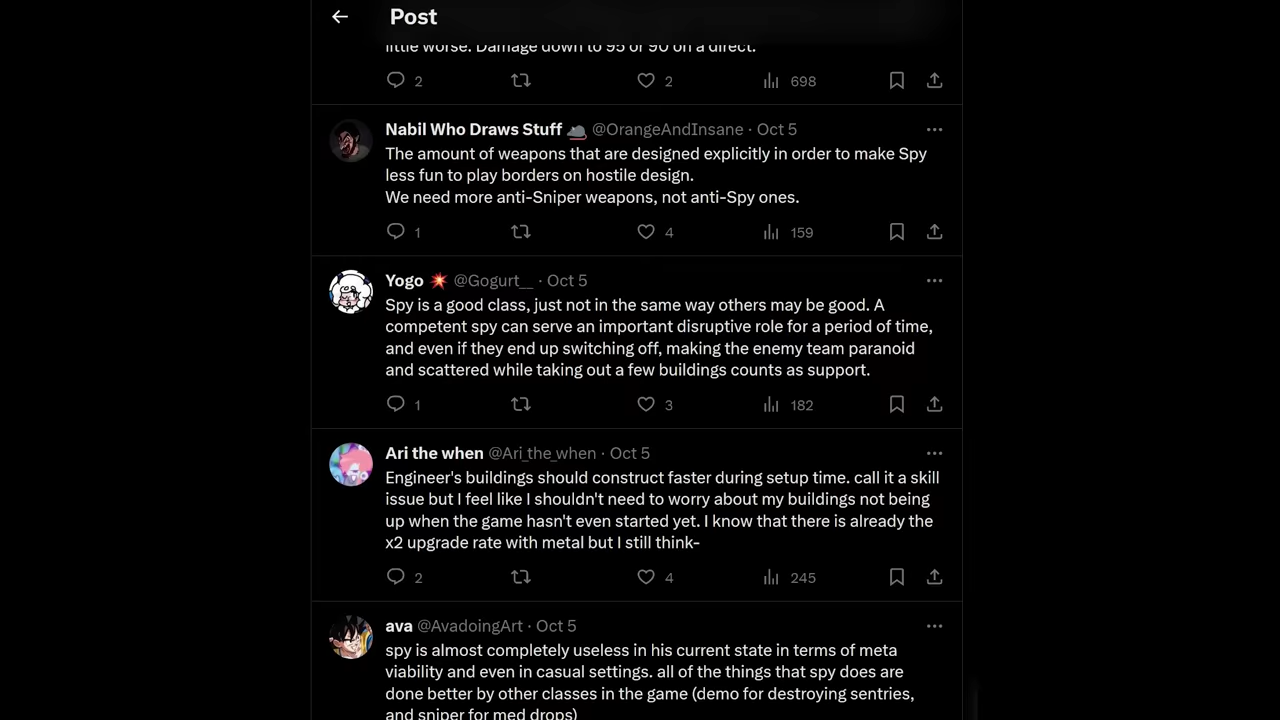 Post
little worse. Damage down to 95 or 90 on a direct.
2 2 698
Nabil Who Draws Stuff 🐀 @OrangeAndInsane · Oct 5
The amount of weapons that are designed explicitly in order to make Spy
less fun to play borders on hostile design.
We need more anti-Sniper weapons, not anti-Spy ones.
1 4 159
Yogo 💥 @Gogurt__ · Oct 5
Spy is a good class, just not in the same way others may be good. A
competent spy can serve an important disruptive role for a period of time,
and even if they end up switching off, making the enemy team paranoid
and scattered while taking out a few buildings counts as support.
1 3 182
Ari the when @Ari_the_when · Oct 5
Engineer's buildings should construct faster during setup time. call it a skill
issue but I feel like I shouldn't need to worry about my buildings not being
up when the game hasn't even started yet. I know that there is already the
x2 upgrade rate with metal but I still think-
2 4 245
ava @AvadoingArt · Oct 5
spy is almost completely useless in his current state in terms of meta
viability and even in casual settings. all of the things that spy does are
done better by other classes in the game (demo for destroying sentries,
and sniper for med drops)